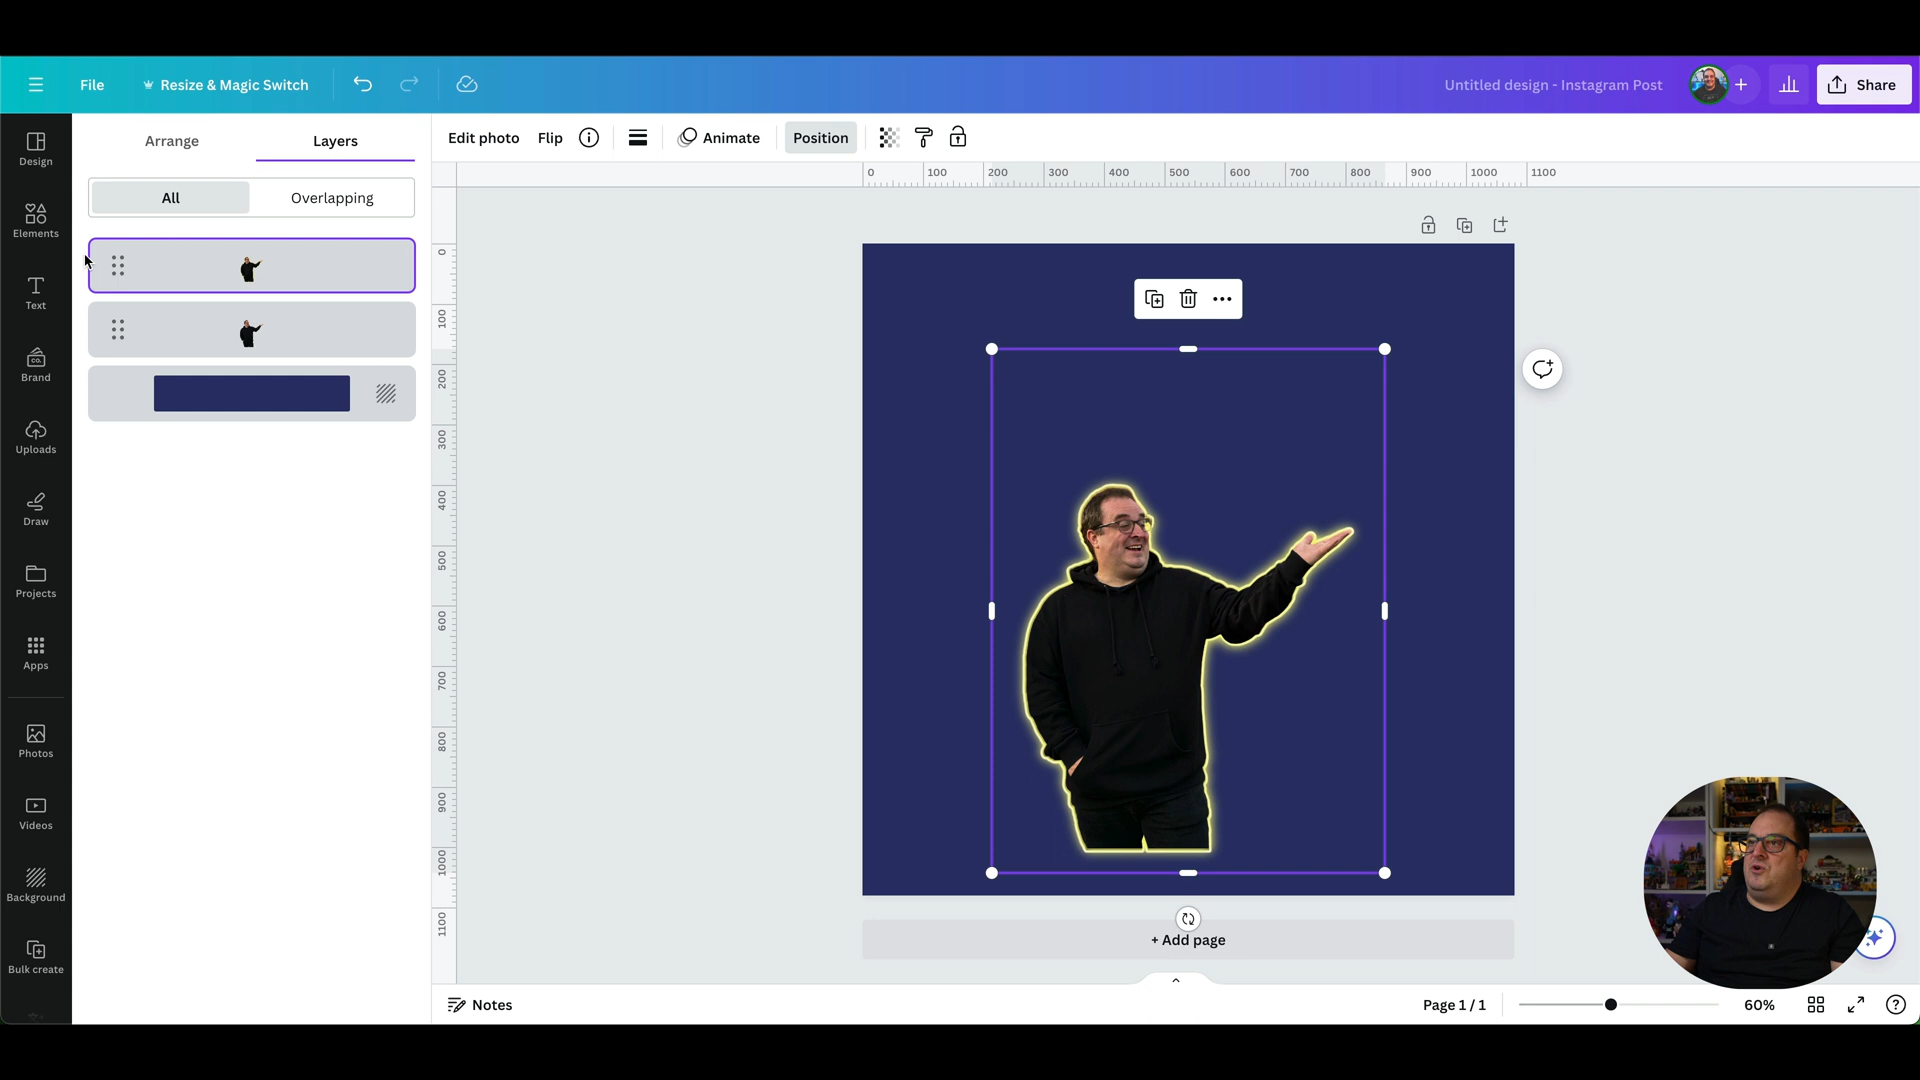 File
Resize & Magic Switch
Untitled design - Instagram Post
Share
Design
Elements
Text
CO.
Brand
Uploads
Draw
Projects
Apps
Photos
Videos
Background
Bulk create
Arrange
Layers
All
Overlapping
Edit photo
Flip
Animate
Position
0 100 200 300 400 500 600 700 800 900 1000 1100
0
100
200
300
400
500
600
700
800
900
1000
1100
+ Add page
Notes
Page 1 / 1
60%